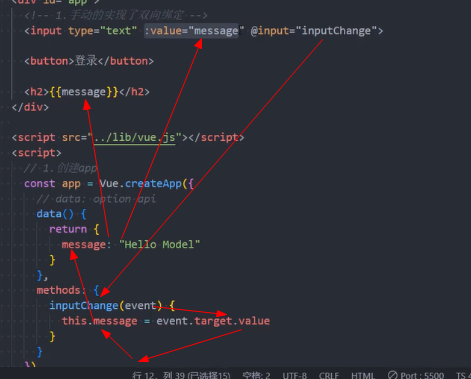 <div id="app">
<!-- 1.手动的实现了双向绑定 -->
<input type="text" :value="message" @input="inputChange">
<button>登录</button>
<h2>{{message}}</h2>
</div>
<script src="../lib/vue.js"></script>
<script>
// 1.创建app
const app = Vue.createApp({
// data: option api
data() {
return {
message: "Hello Model"
}
},
methods: {
inputChange(event) {
this.message = event.target.value
}
}
})
行 12, 列 39 (已选择15) 空格: 2 UTF-8 CRLF HTML Port : 5500 TS 4